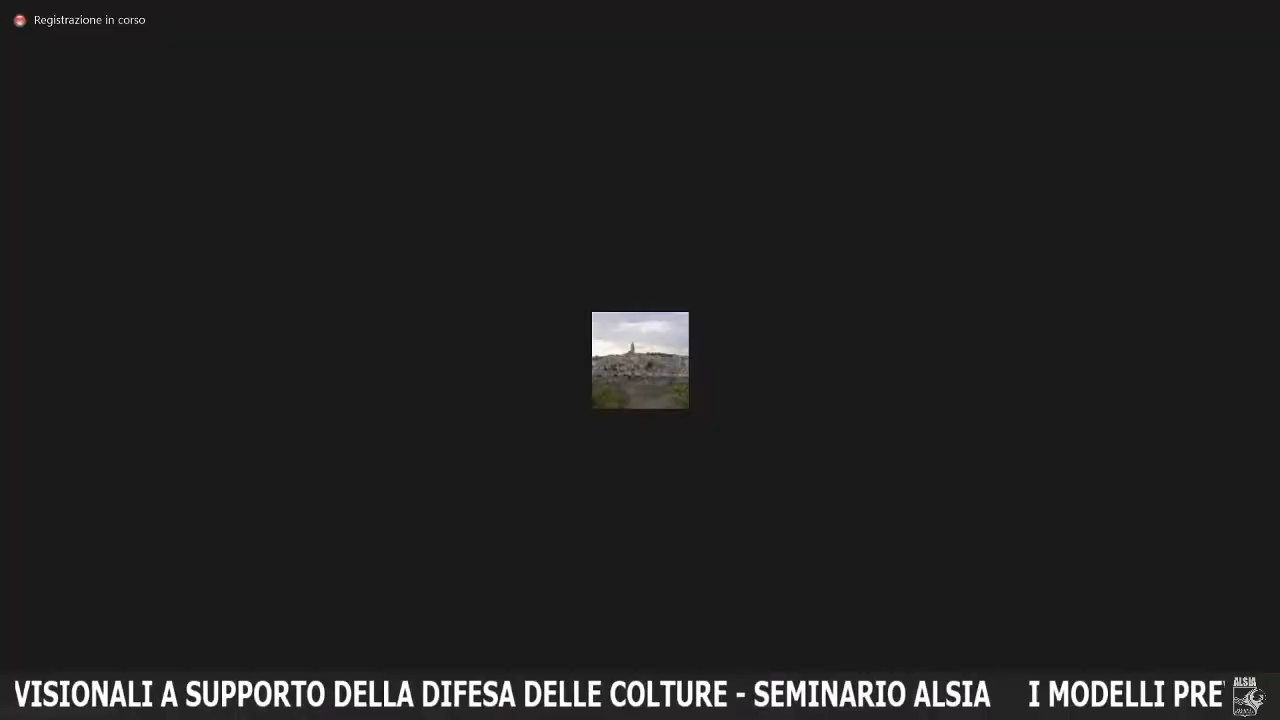 Registrazione in corso
VISIONALI A SUPPORTO DELLA DIFESA DELLE COLTURE - SEMINARIO ALSIA I MODELLI PRE
ALSIA